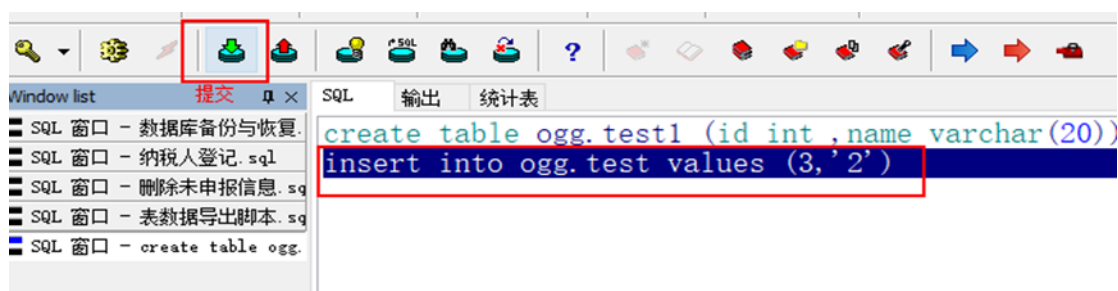 SQL
?
Window list 提交
SQL 输出 统计表
SQL 窗口 - 数据库备份与恢复.
SQL 窗口 - 纳税人登记.sql
SQL 窗口 - 删除未申报信息.sq
SQL 窗口 - 表数据导出脚本.sq
SQL 窗口 - create table ogg.
create table ogg.test1 (id int ,name varchar(20))
insert into ogg.test values (3,'2')